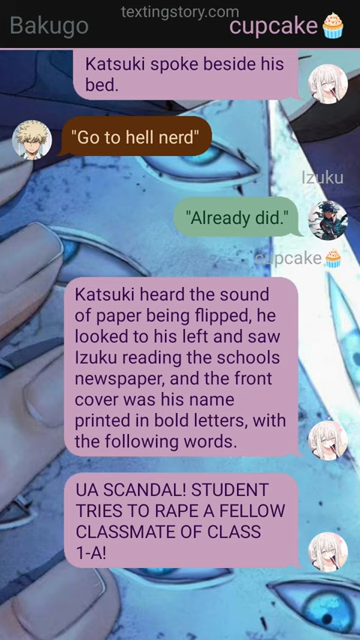 textingstory.com
Bakugo
cupcake🧁
Katsuki spoke beside his
bed.
"Go to hell nerd"
Izuku
"Already did."
cupcake🧁
Katsuki heard the sound
of paper being flipped, he
looked to his left and saw
Izuku reading the schools
newspaper, and the front
cover was his name
printed in bold letters, with
the following words.
UA SCANDAL! STUDENT
TRIES TO RAPE A FELLOW
CLASSMATE OF CLASS
1-A!